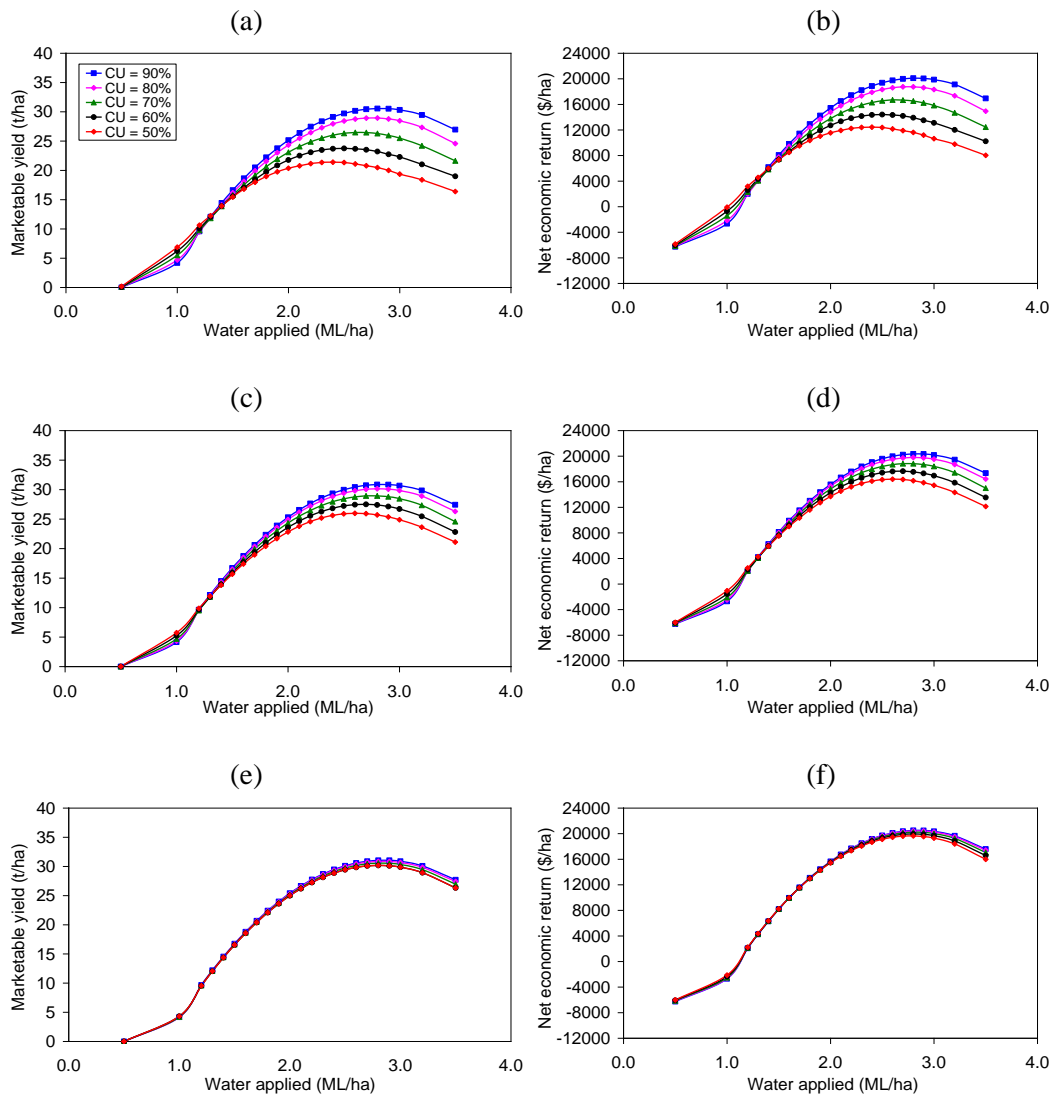 (a)
(b)
40
35
30
25
20
15
10
5
0
Marketable yield (t/ha)
CU = 90%
CU = 80%
CU = 70%
CU = 60%
CU = 50%
0.0 1.0 2.0 3.0 4.0
Water applied (ML/ha)
24000
20000
16000
12000
8000
4000
0
-4000
-8000
-12000
Net economic return ($/ha)
0.0 1.0 2.0 3.0 4.0
Water applied (ML/ha)
(c)
(d)
40
35
30
25
20
15
10
5
0
Marketable yield (t/ha)
0.0 1.0 2.0 3.0 4.0
Water applied (ML/ha)
24000
20000
16000
12000
8000
4000
0
-4000
-8000
-12000
Net economic return ($/ha)
0.0 1.0 2.0 3.0 4.0
Water applied (ML/ha)
(e)
(f)
40
35
30
25
20
15
10
5
0
Marketable yield (t/ha)
0.0 1.0 2.0 3.0 4.0
Water applied (ML/ha)
24000
20000
16000
12000
8000
4000
0
-4000
-8000
-12000
Net economic return ($/ha)
0.0 1.0 2.0 3.0 4.0
Water applied (ML/ha)